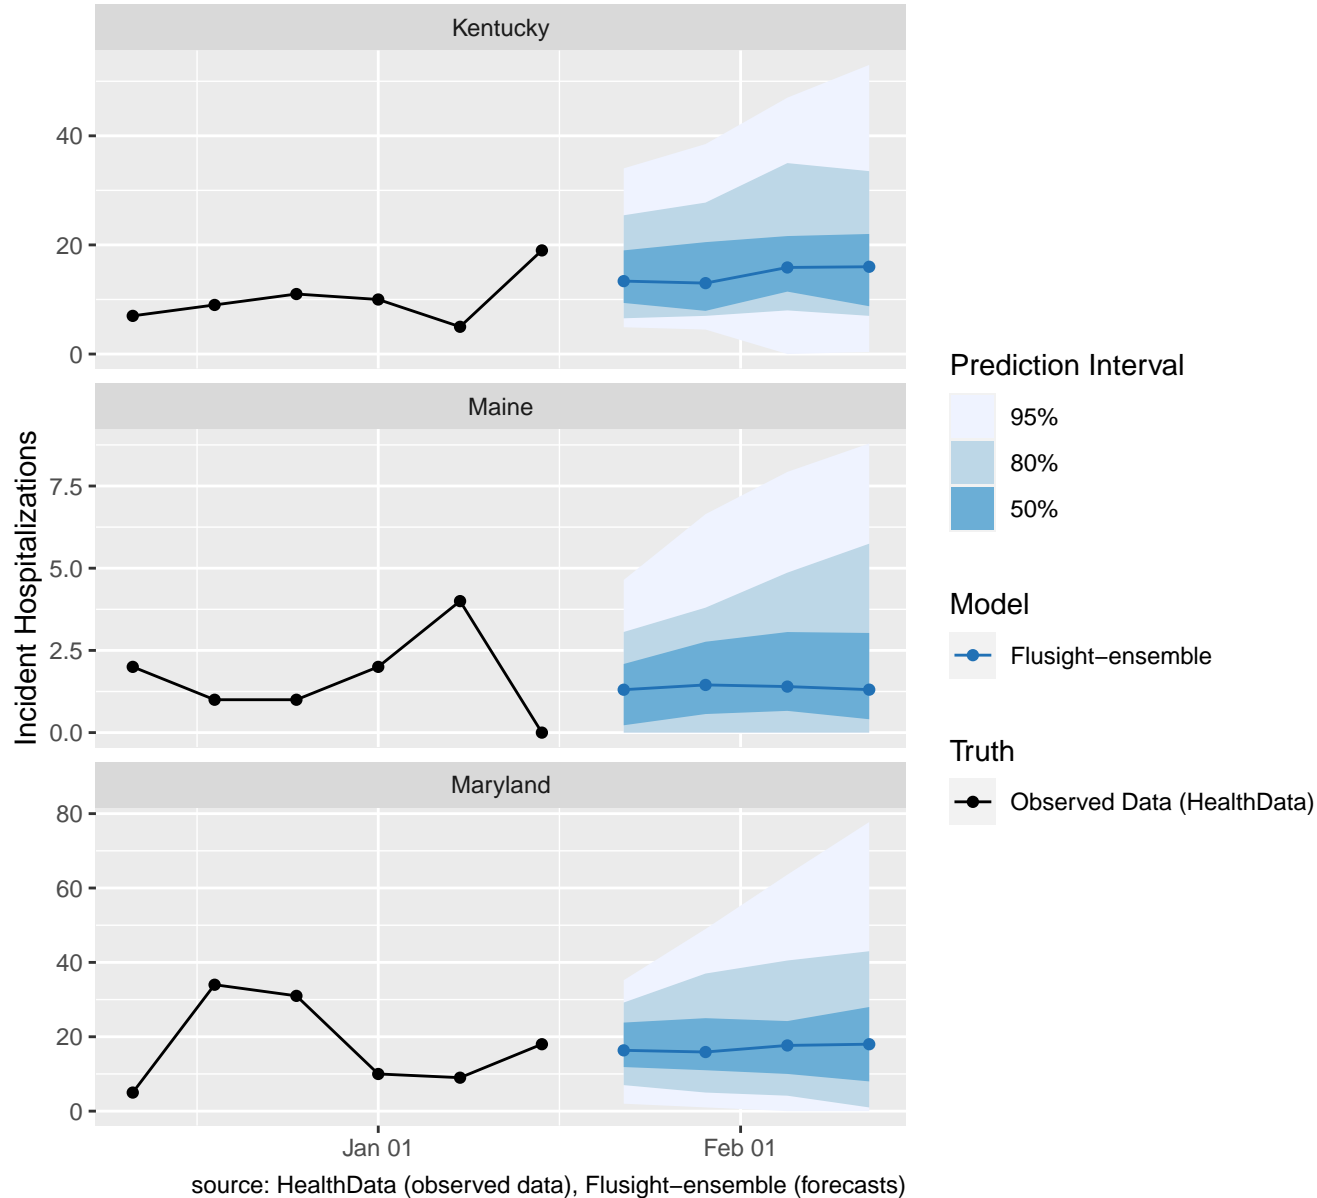 Kentucky
40
20
0
Maine
7.5
5.0
2.5
0.0
Maryland
80
60
40
20
0
Jan 01
Feb 01
Incident Hospitalizations
source: HealthData (observed data), Flusight−ensemble (forecasts)
Prediction Interval
95%
80%
50%
Model
Flusight−ensemble
Truth
Observed Data (HealthData)